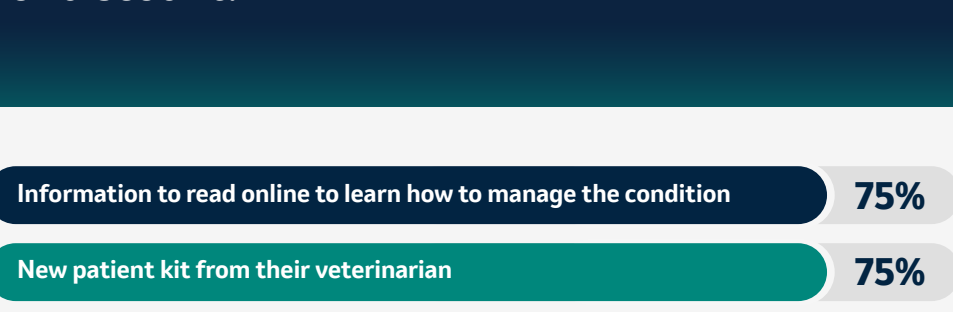 Information to read online to learn how to manage the condition
75%
New patient kit from their veterinarian
75%